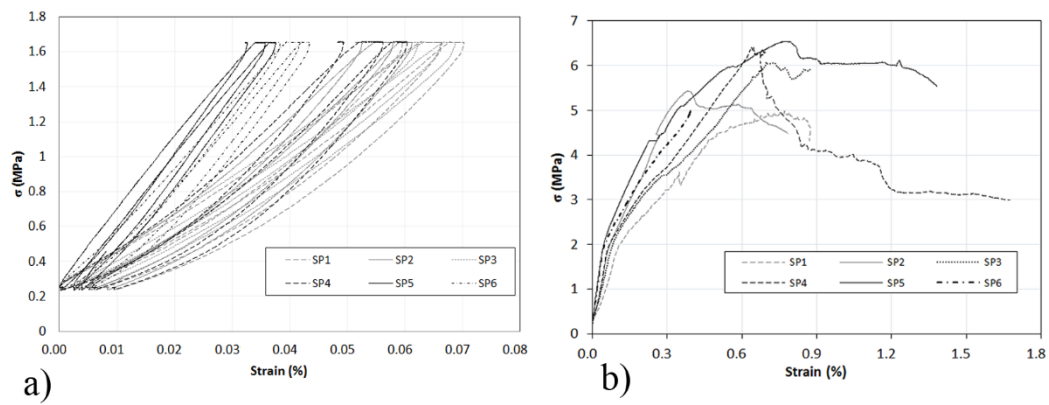 1.8
1.6
1.4
1.2
1
0.8
0.6
0.4
0.2
0
σ (MPa)
0.00 0.01 0.02 0.03 0.04 0.05 0.06 0.07 0.08
Strain (%)
SP1 SP2 SP3
SP4 SP5 SP6
a)
7
6
5
4
3
2
1
0
σ (MPa)
0.0 0.3 0.6 0.9 1.2 1.5 1.8
Strain (%)
SP1 SP2 SP3
SP4 SP5 SP6
b)